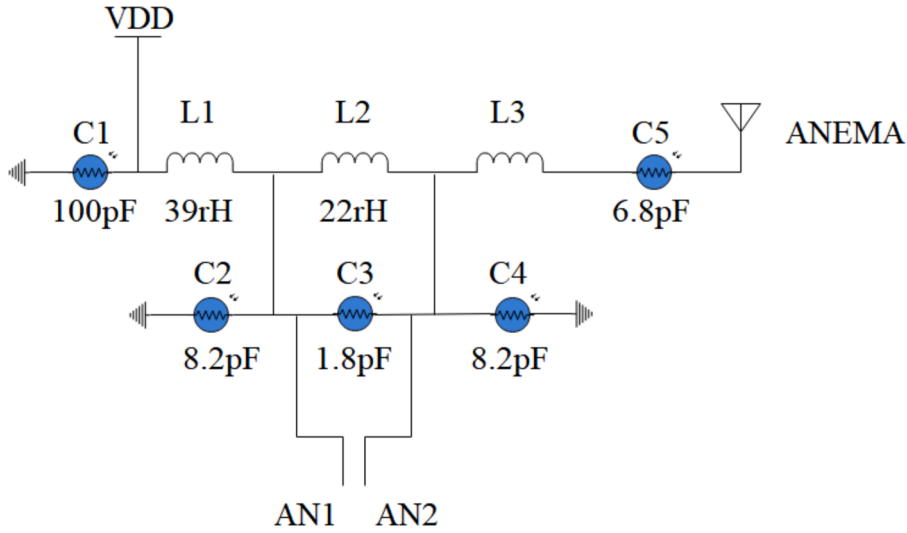 VDD
L1 L2 L3
C1 C5 ANEMA
100pF 39rH 22rH 6.8pF
C2 C3 C4
8.2pF 1.8pF 8.2pF
AN1 AN2